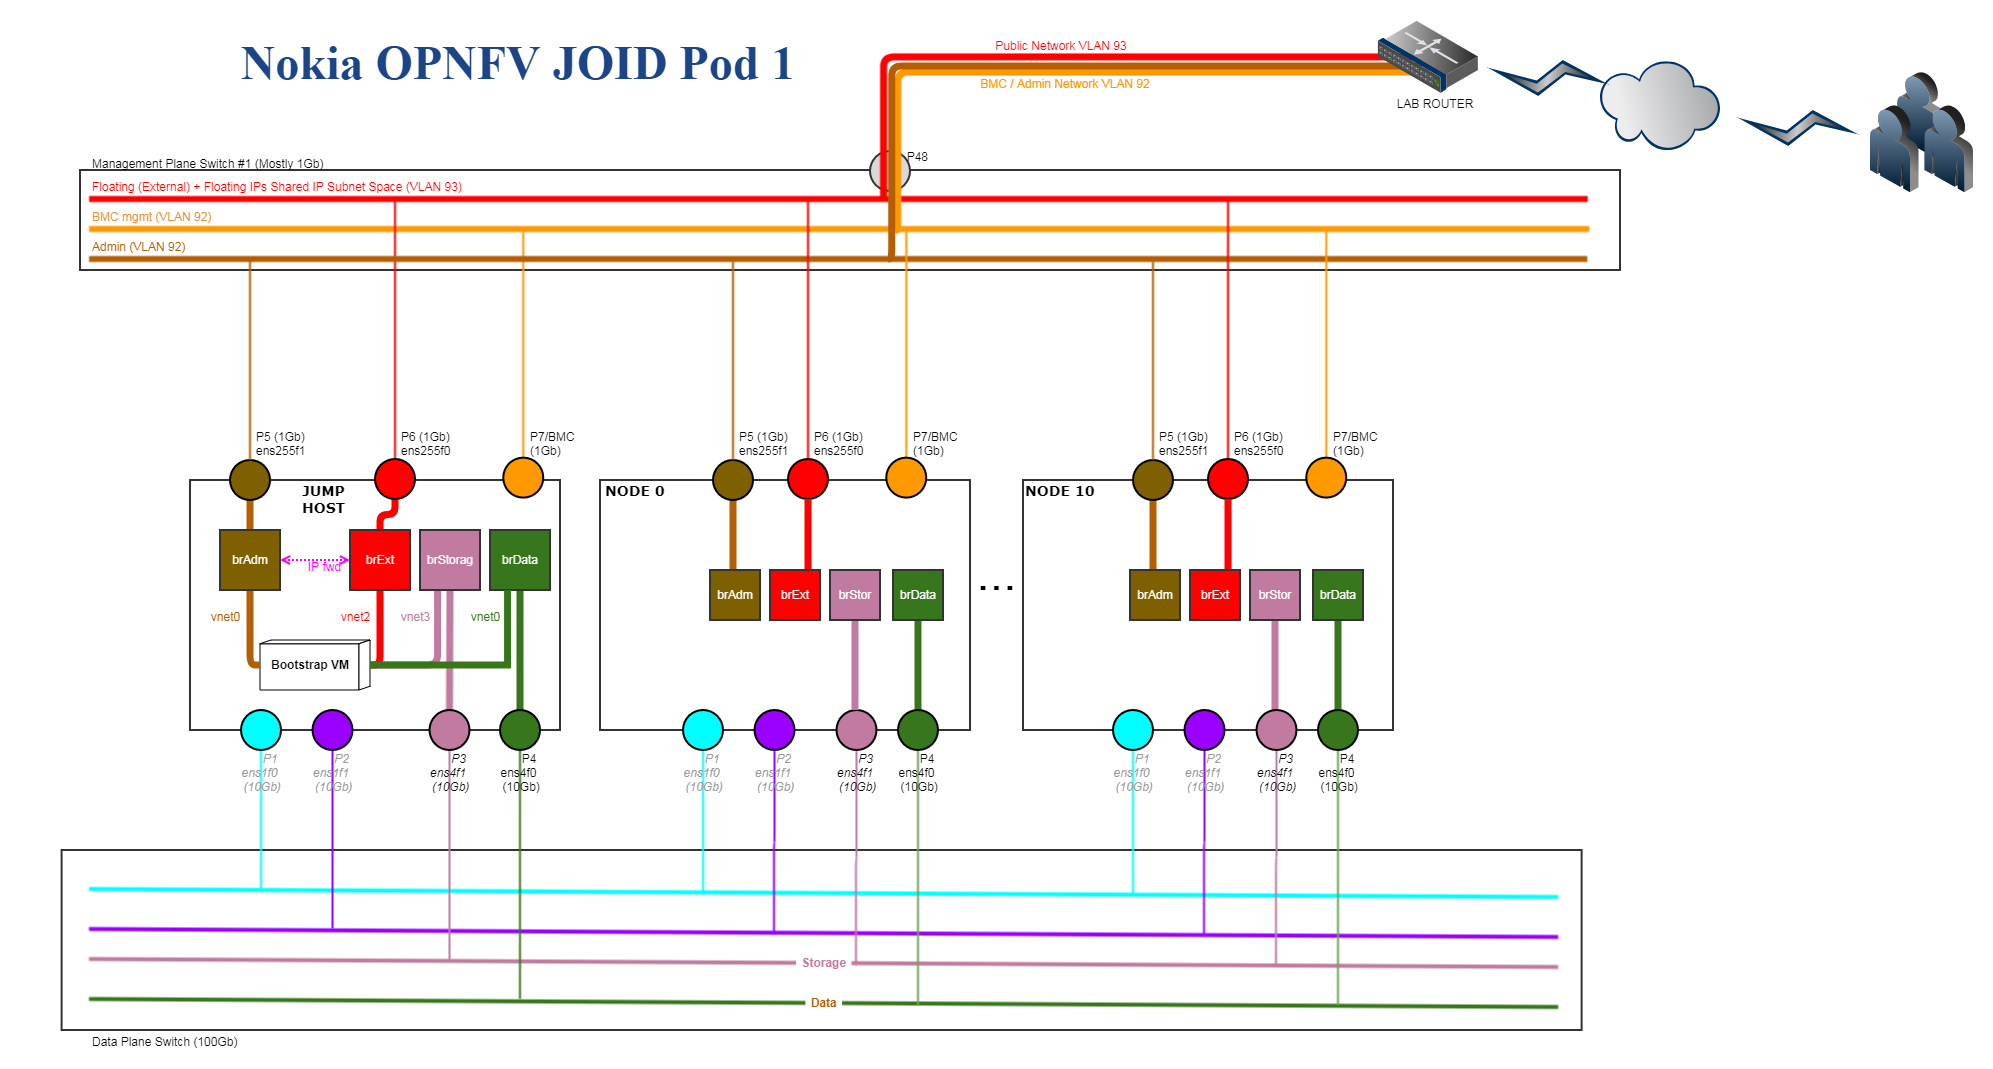 Nokia OPNFV JOID Pod 1
Public Network VLAN 93
BMC / Admin Network VLAN 92
LAB ROUTER
P48
Management Plane Switch #1 (Mostly 1Gb)
Floating (External) + Floating IPs Shared IP Subnet Space (VLAN 93)
BMC mgmt (VLAN 92)
Admin (VLAN 92)
P5 (1Gb)
ens255f1
P6 (1Gb)
ens255f0
P7/BMC
(1Gb)
P5 (1Gb)
ens255f1
P6 (1Gb)
ens255f0
P7/BMC
(1Gb)
P5 (1Gb)
ens255f1
P6 (1Gb)
ens255f0
P7/BMC
(1Gb)
JUMP
HOST
brAdm
IP fwd
brExt
brStorag
brData
vnet0
vnet2
vnet3
vnet0
Bootstrap VM
NODE 0
brAdm
brExt
brStor
brData
...
NODE 10
brAdm
brExt
brStor
brData
P1
ens1f0
(10Gb)
P2
ens1f1
(10Gb)
P3
ens4f1
(10Gb)
P4
ens4f0
(10Gb)
P1
ens1f0
(10Gb)
P2
ens1f1
(10Gb)
P3
ens4f1
(10Gb)
P4
ens4f0
(10Gb)
P1
ens1f0
(10Gb)
P2
ens1f1
(10Gb)
P3
ens4f1
(10Gb)
P4
ens4f0
(10Gb)
Storage
Data
Data Plane Switch (100Gb)